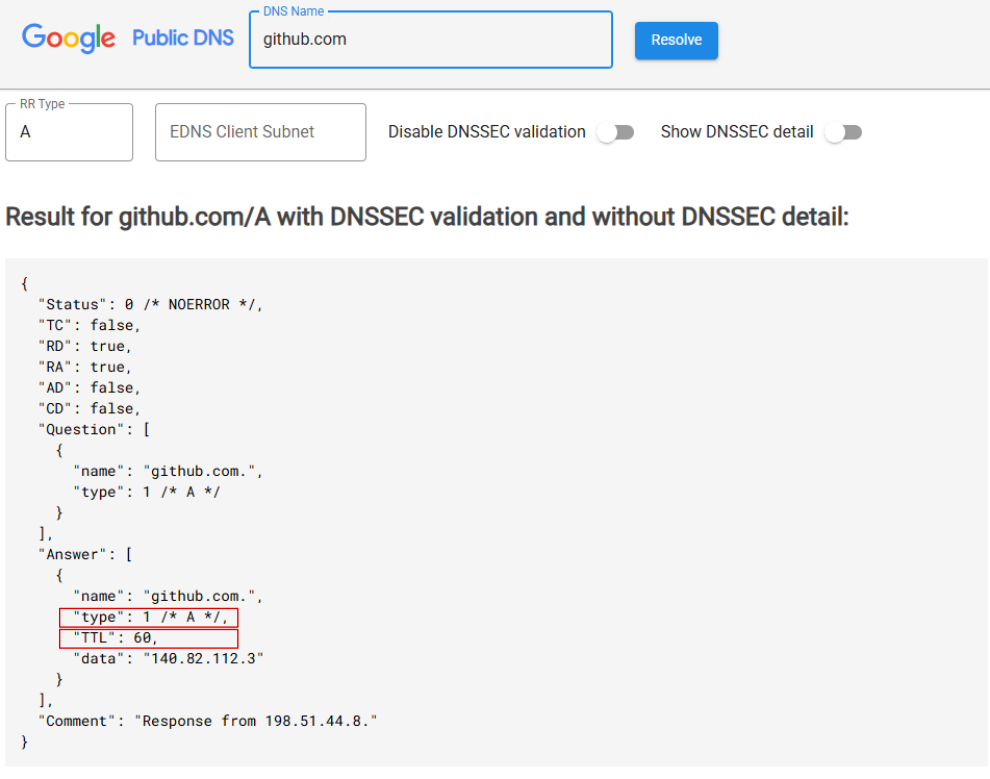 Google Public DNS
DNS Name
github.com
Resolve
RR Type
A
EDNS Client Subnet
Disable DNSSEC validation
Show DNSSEC detail
Result for github.com/A with DNSSEC validation and without DNSSEC detail:
{
  "Status": 0 /* NOERROR */,
  "TC": false,
  "RD": true,
  "RA": true,
  "AD": false,
  "CD": false,
  "Question": [
    {
      "name": "github.com.",
      "type": 1 /* A */
    }
  ],
  "Answer": [
    {
      "name": "github.com.",
      "type": 1 /* A */,
      "TTL": 60,
      "data": "140.82.112.3"
    }
  ],
  "Comment": "Response from 198.51.44.8."
}